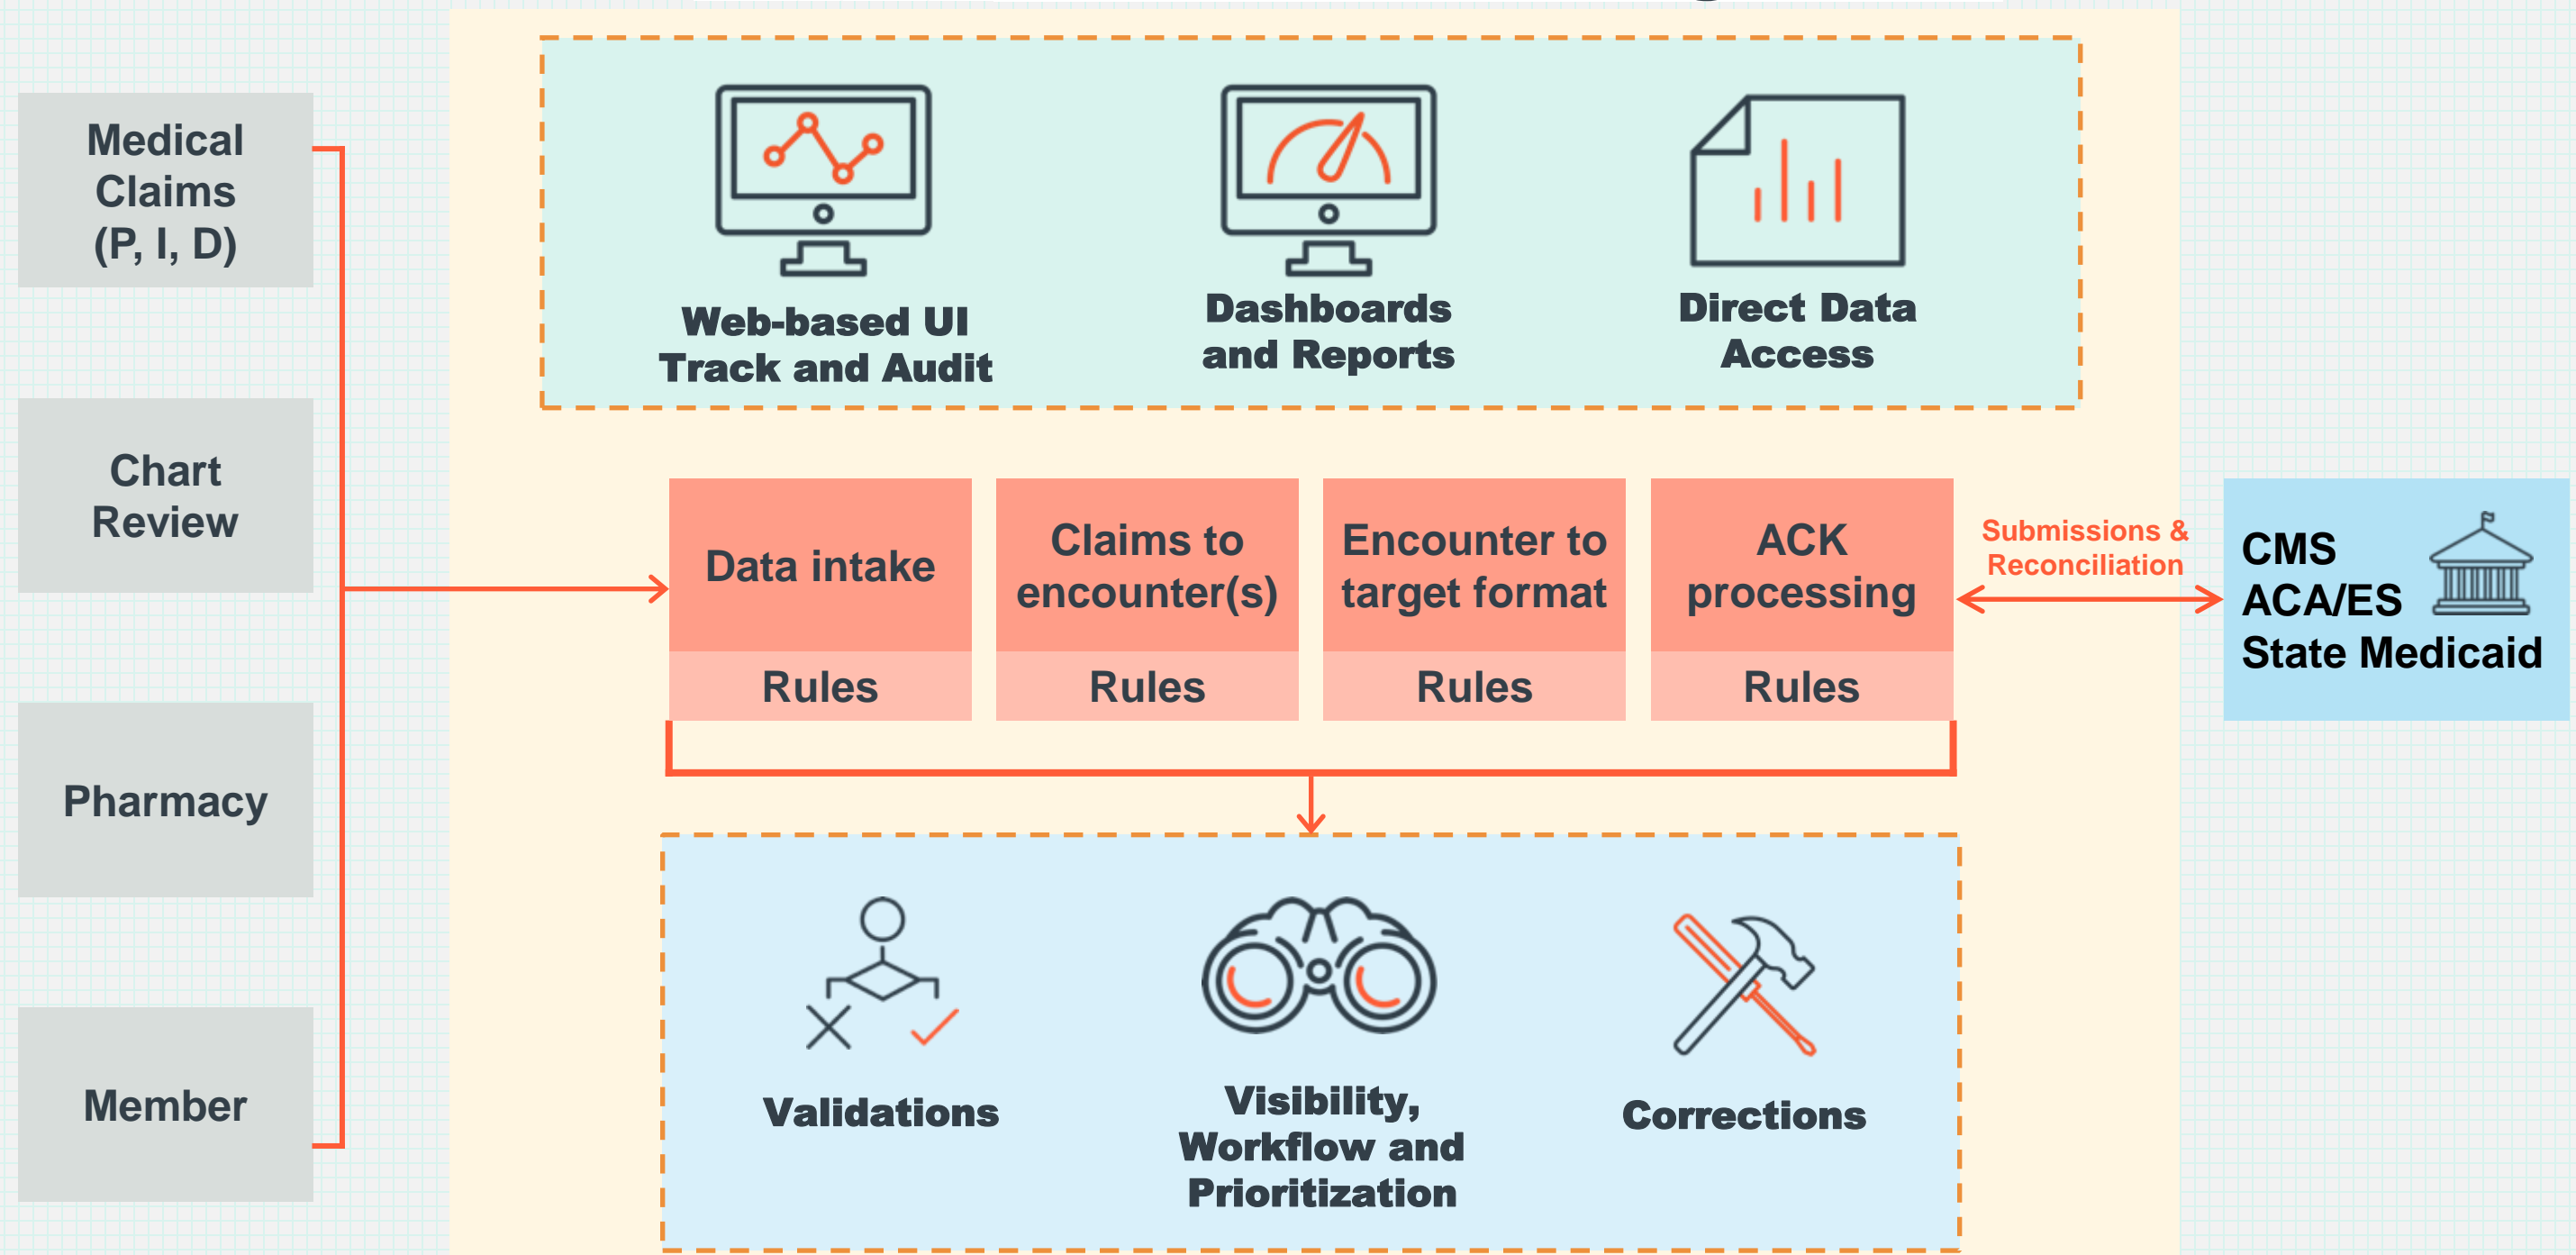 Medical
Claims
(P, I, D)
Chart
Review
Pharmacy
Member
Web-based UI
Track and Audit
Dashboards
and Reports
Direct Data
Access
Data intake
Rules
Claims to
encounter(s)
Rules
Encounter to
target format
Rules
ACK
processing
Rules
Submissions &
Reconciliation
CMS
ACA/ES
State Medicaid
Validations
Visibility,
Workflow and
Prioritization
Corrections